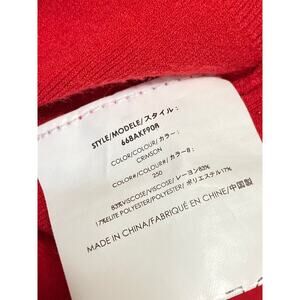 STYLE/MODELE/スタイル:
668AKF90R
COLOR/COLOUR/カラー:
CRIMSON
COLOR#/COLOUR#/カラー#:
250
83%VISCOSE/VISCOSE/レーヨン83%
17%ELITE POLYESTER/POLYESTER/ポリエステル17%
MADE IN CHINA/FABRIQUÉ EN CHINE/中国製